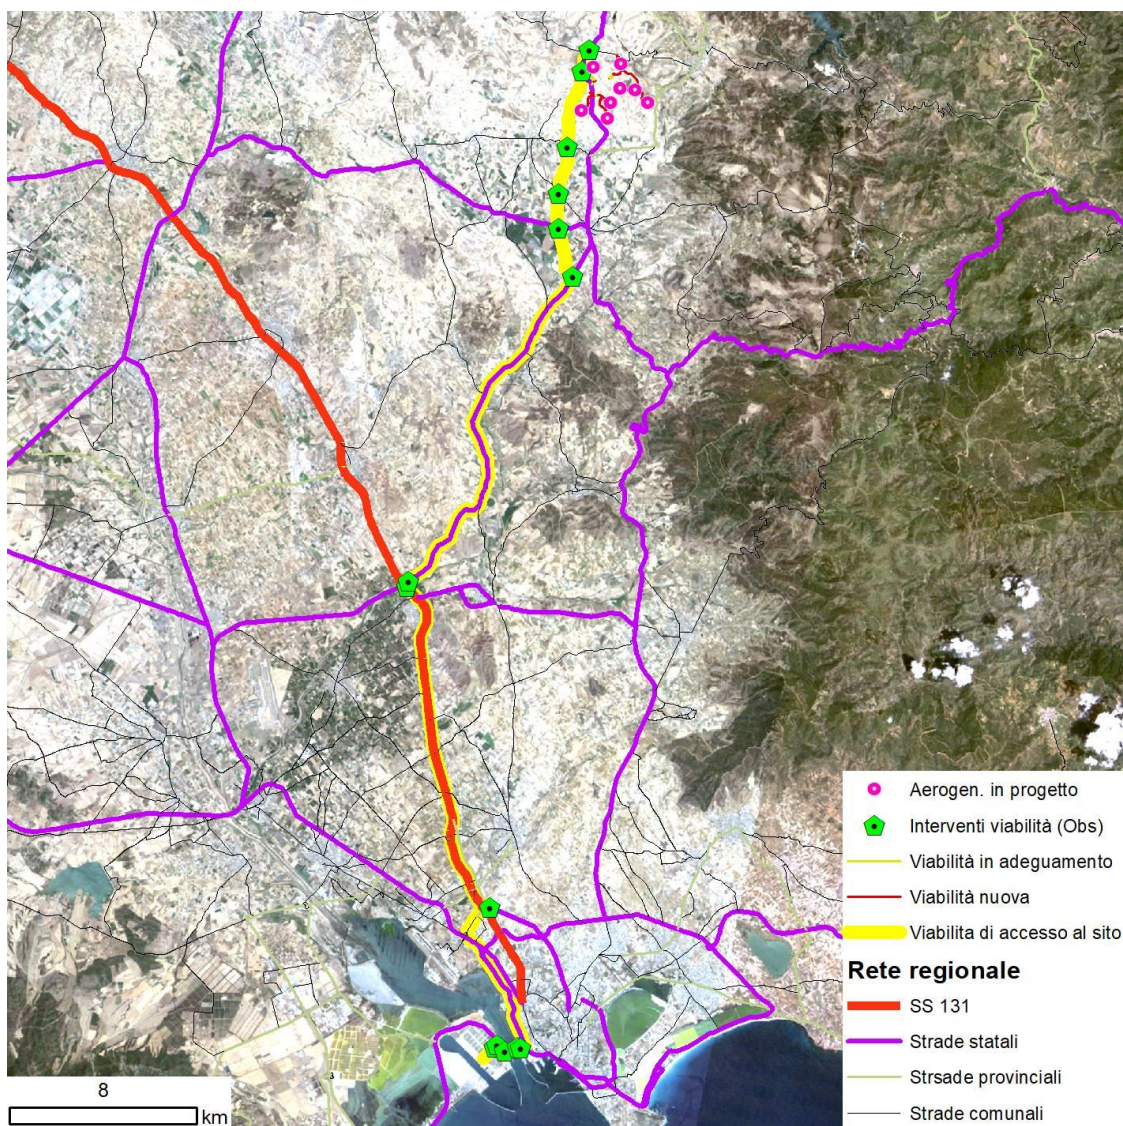 Aerogen. in progetto
Interventi viabilità (Obs)
Viabilità in adeguamento
Viabilità nuova
Viabilita di accesso al sito
Rete regionale
SS 131
Strade statali
Strsade provinciali
Strade comunali
8
km